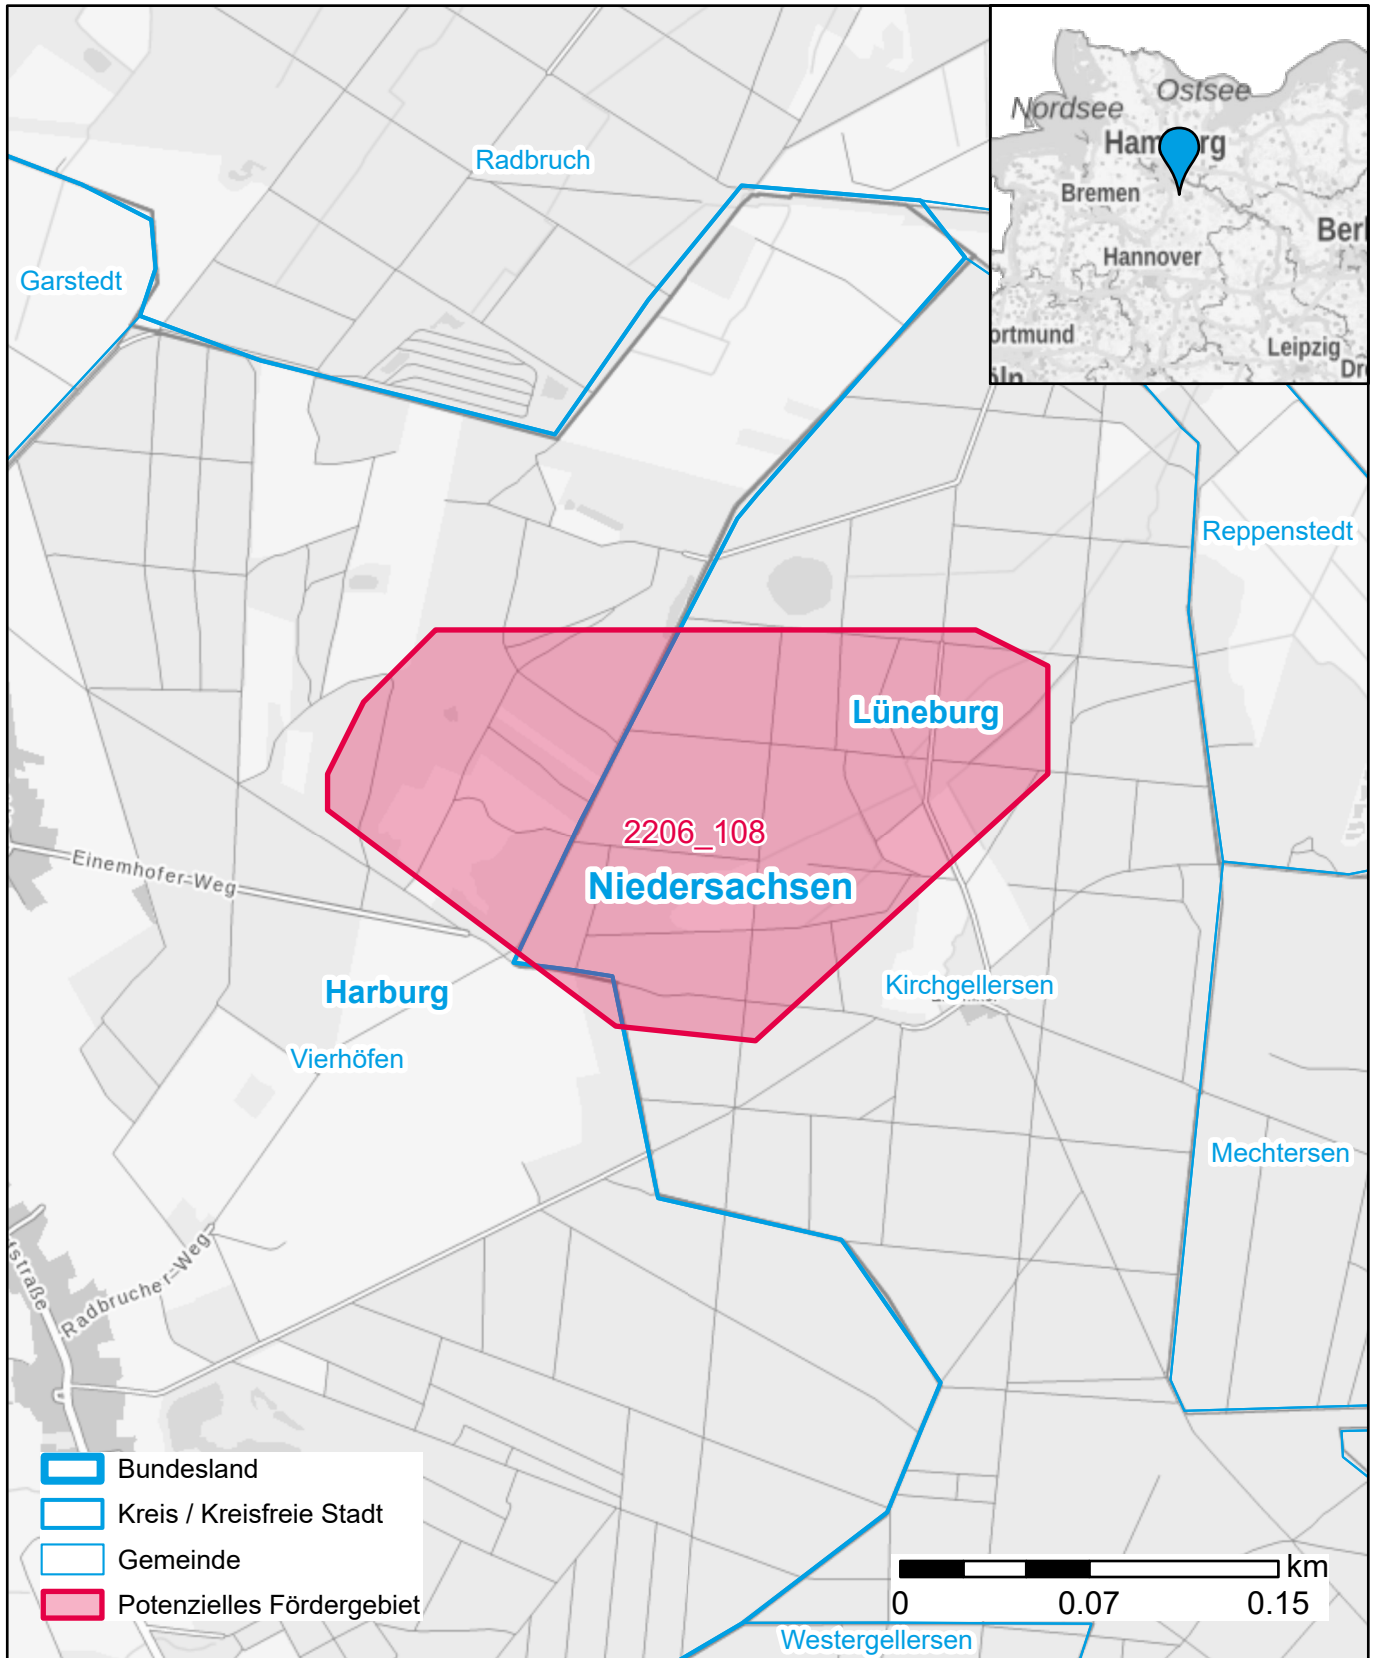 Nordsee
Ostsee
Bremen
Hannover
Leipzig
Radbruch
Garstedt
Reppenstedt
Lüneburg
2206_108
Niedersachsen
Einemhofer-Weg
Harburg
Kirchgellersen
Vierhöfen
Mechtersen
Radbrucher-Weg
Bundesland
Kreis / Kreisfreie Stadt
Gemeinde
Potenzielles Fördergebiet
km
0 0.07 0.15
Westergellersen